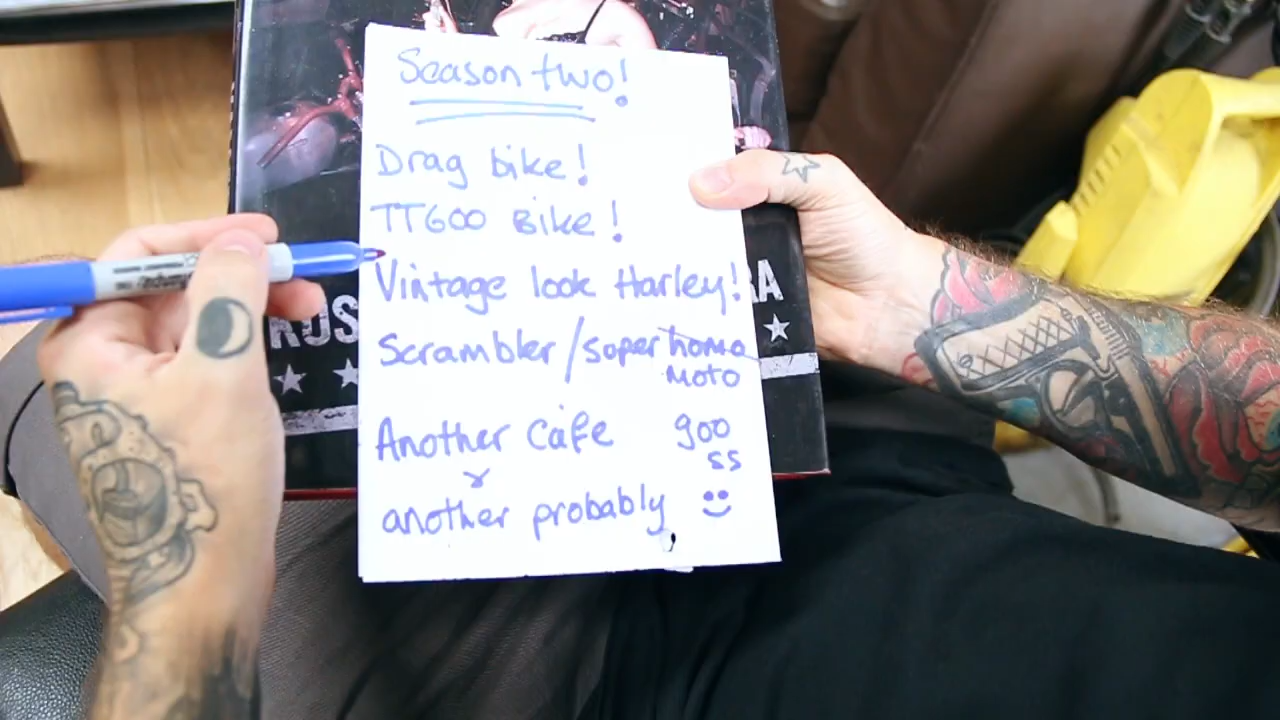 Season two!
Drag bike!
TT600 Bike!
Vintage look Harley!
Scrambler/super homo
Moto
Another Cafe 900
ss
another probably